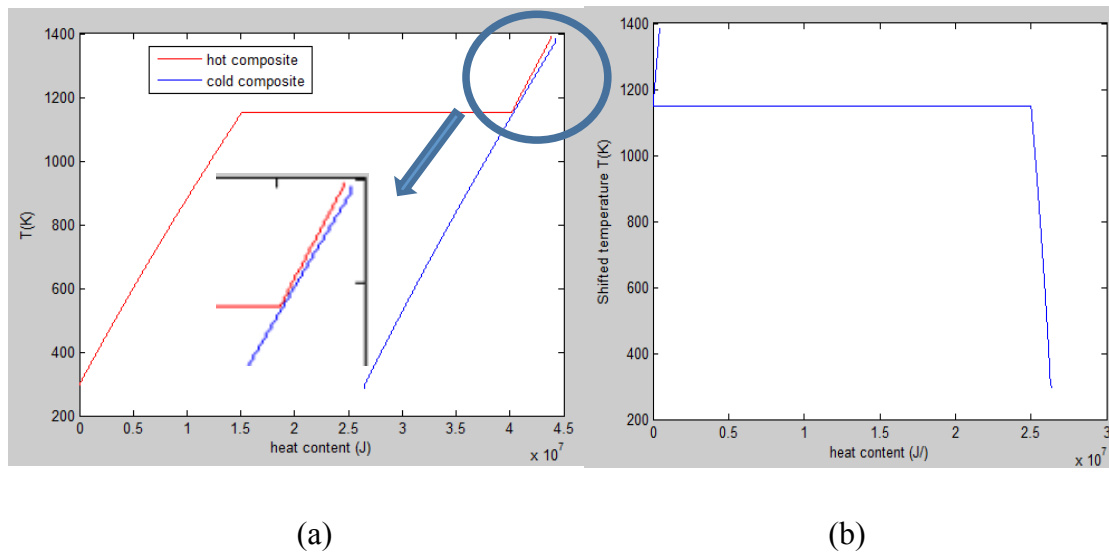 1400
1200
1000
800
600
400
200
T(K)
hot composite
cold composite
0 0.5 1 1.5 2 2.5 3 3.5 4 4.5
heat content (J)
x 10^7
(a)
1400
1200
1000
800
600
400
200
Shifted temperature T(K)
0 0.5 1 1.5 2 2.5 3
heat content (J/)
x 10^7
(b)